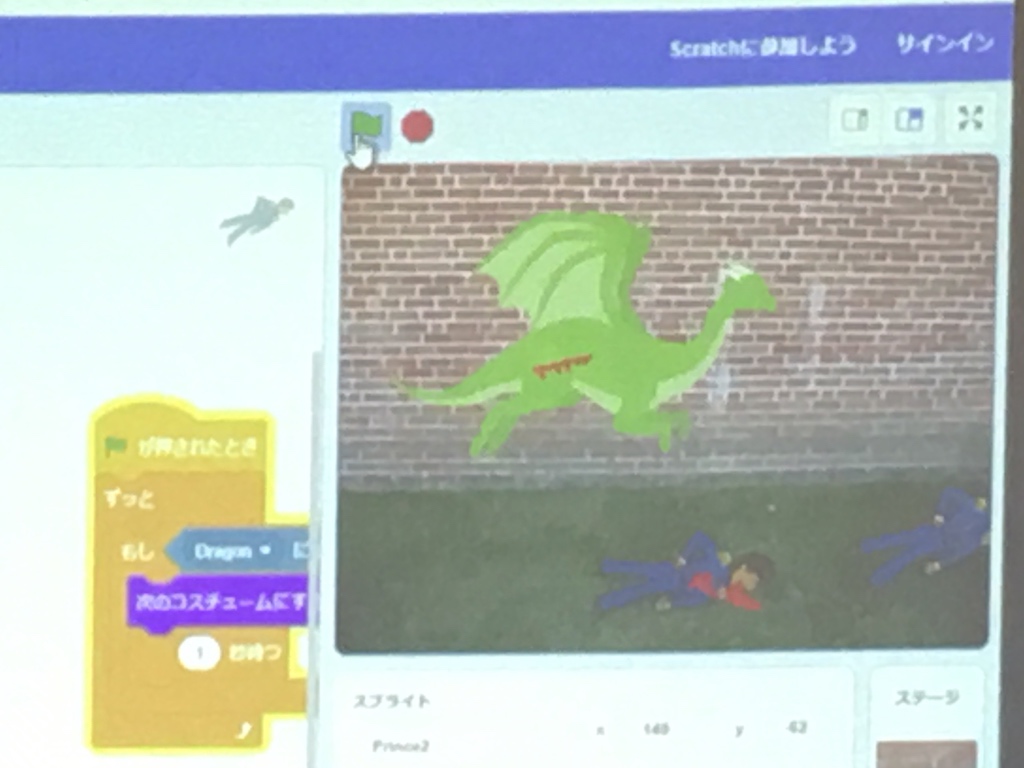 Scratchに参加しよう サインイン
が押されたとき
ずっと
もし Dragon に
次のコスチュームにす
1 秒待つ
スプライト
Prince2
x 149 y 
ステージ